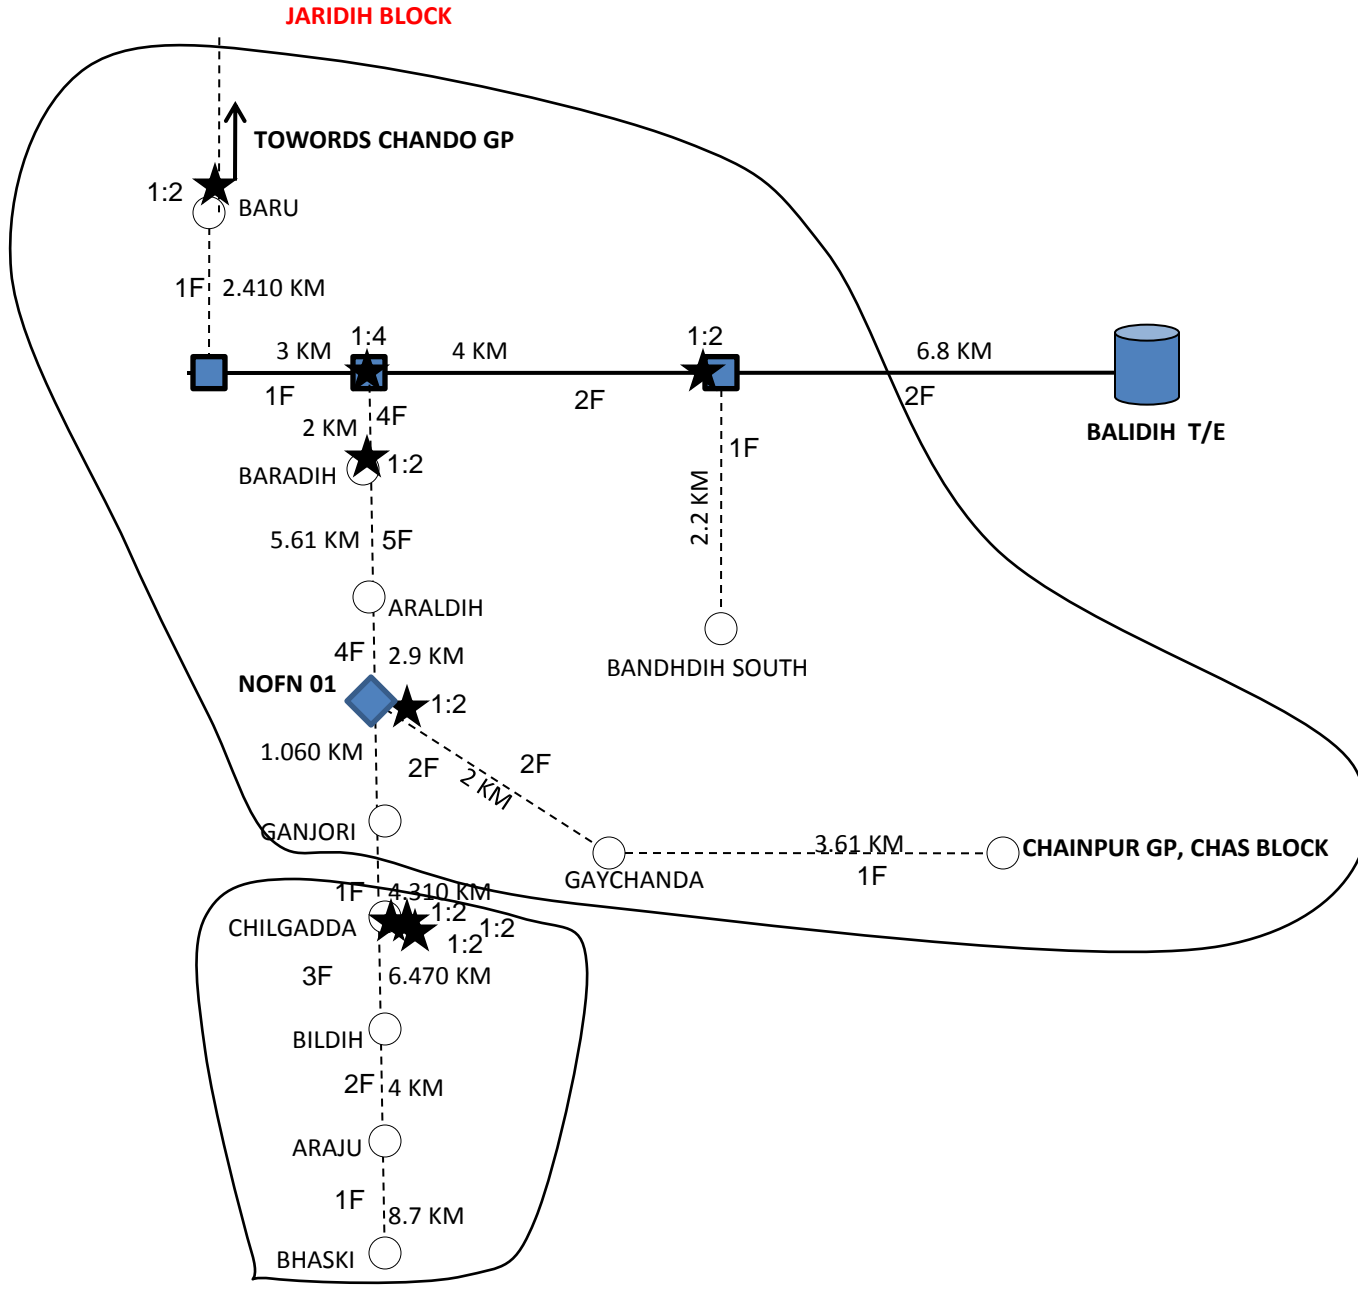 JARIDIH BLOCK
TOWORDS CHANDO GP
1:2
BARU
1F
2.410 KM
3 KM
1:4
4 KM
1:2
6.8 KM
1F
2F
2F
BALIDIH T/E
4F
2 KM
BARADIH
1:2
1F
2.2 KM
5.61 KM
5F
ARALDIH
4F
2.9 KM
BANDHDIH SOUTH
NOFN 01
1:2
1.060 KM
2F
2 KM
2F
GANJORI
GAYCHANDA
3.61 KM
1F
CHAINPUR GP, CHAS BLOCK
1F
4.310 KM
CHILGADDA
1:2
1:2
1:2
3F
6.470 KM
BILDIH
2F
4 KM
ARAJU
1F
8.7 KM
BHASKI